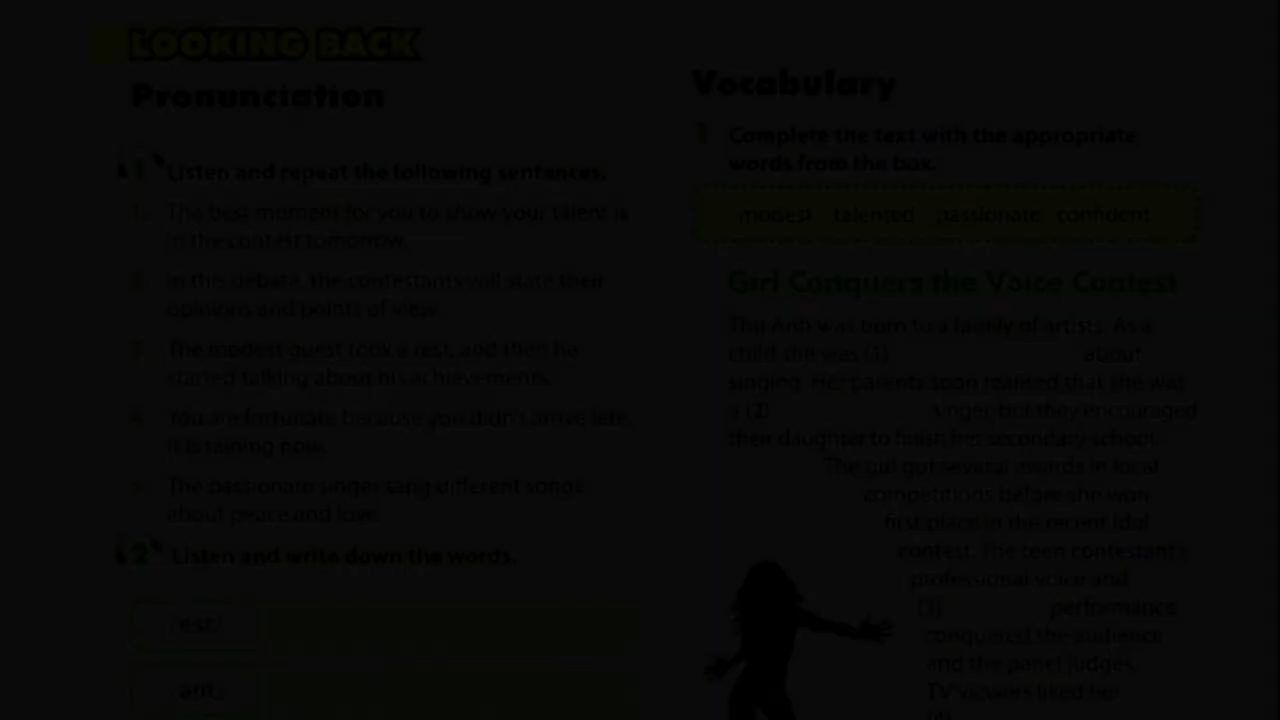 LOOKING BACK
Pronunciation
1 Listen and repeat the following sentences.
1. The best moment for you to show your talent is
in the contest tomorrow.
2. In this debate, the contestants will state their
opinions and points of view.
3. The modest guest took a rest, and then he
started talking about his achievements.
4. You are fortunate because you didn't arrive late.
It is raining now.
5. The passionate singer sang different songs
about peace and love.
2 Listen and write down the words.
/est/
/ənt/
Vocabulary
1 Complete the text with the appropriate
words from the box.
modest talented passionate confident
Girl Conquers the Voice Contest
Thu Anh was born to a family of artists. As a
child she was (1) about
singing. Her parents soon realised that she was
a (2) singer, but they encouraged
their daughter to finish her secondary school.
The girl got several awards in local
competitions before she won
first place in the recent Idol
contest. The teen contestant's
professional voice and
(3) performance
conquered the audience
and the panel judges.
TV viewers liked her
(4)